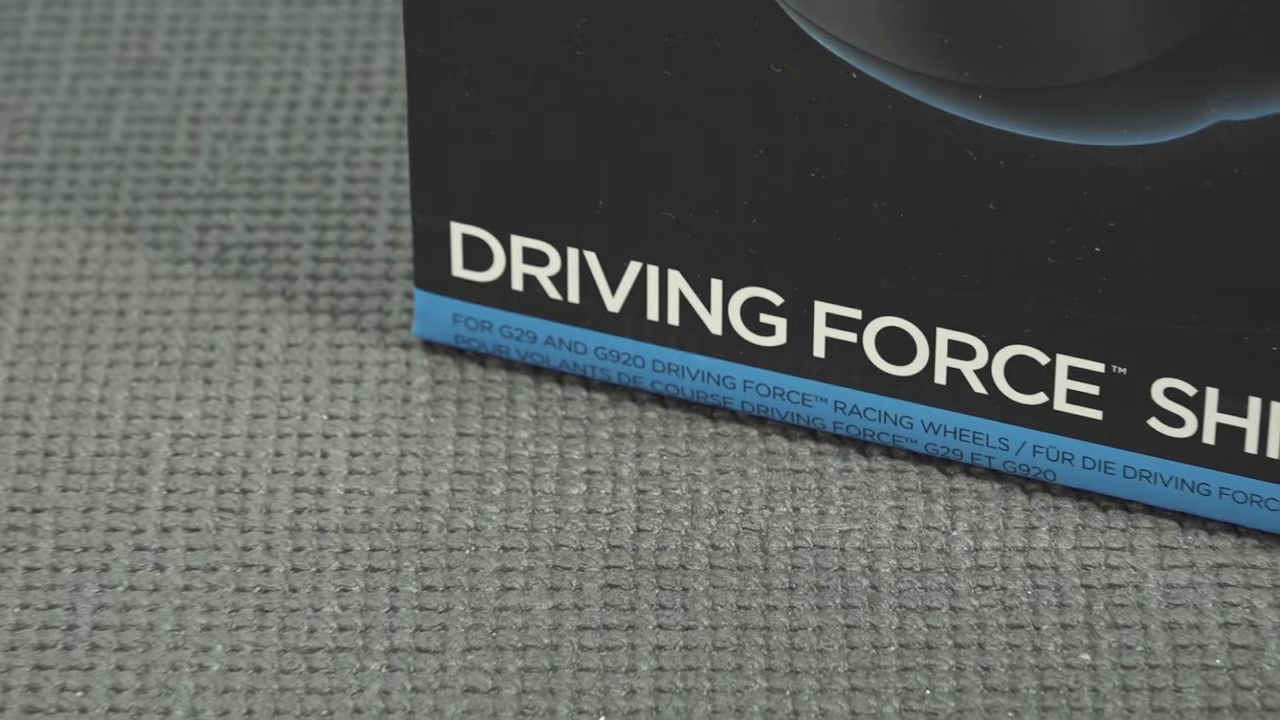 DRIVING FORCE™ SHI
FOR G29 AND G920 DRIVING FORCE™ RACING WHEELS / FÜR DIE DRIVING FORC
POUR VOLANTS DE COURSE DRIVING FORCE™ G29 ET G920